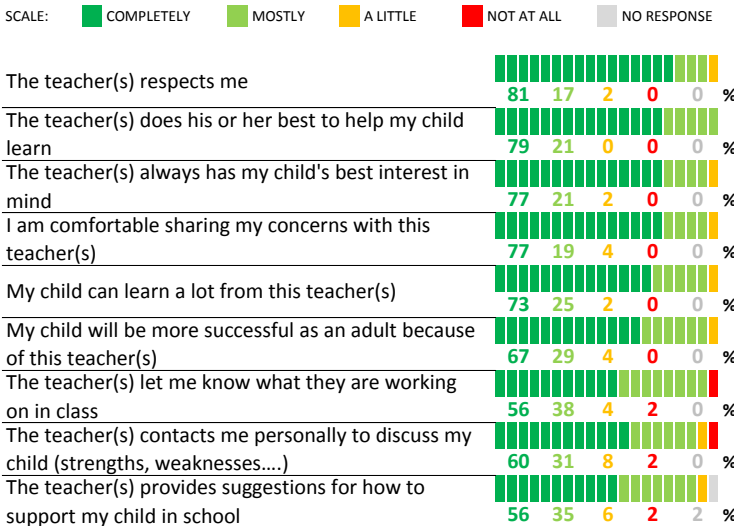 SCALE: COMPLETELY MOSTLY A LITTLE NOT AT ALL NO RESPONSE
The teacher(s) respects me
81 17 2 0 0 %
The teacher(s) does his or her best to help my child
learn
79 21 0 0 0 %
The teacher(s) always has my child's best interest in
mind
77 21 2 0 0 %
I am comfortable sharing my concerns with this
teacher(s)
77 19 4 0 0 %
My child can learn a lot from this teacher(s)
73 25 2 0 0 %
My child will be more successful as an adult because
of this teacher(s)
67 29 4 0 0 %
The teacher(s) let me know what they are working
on in class
56 38 4 2 0 %
The teacher(s) contacts me personally to discuss my
child (strengths, weaknesses....)
60 31 8 2 0 %
The teacher(s) provides suggestions for how to
support my child in school
56 35 6 2 2 %